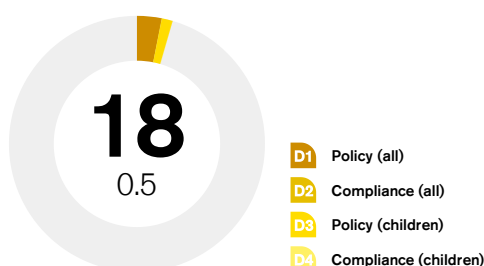 18
0.5
D1 Policy (all)
D2 Compliance (all)
D3 Policy (children)
D4 Compliance (children)